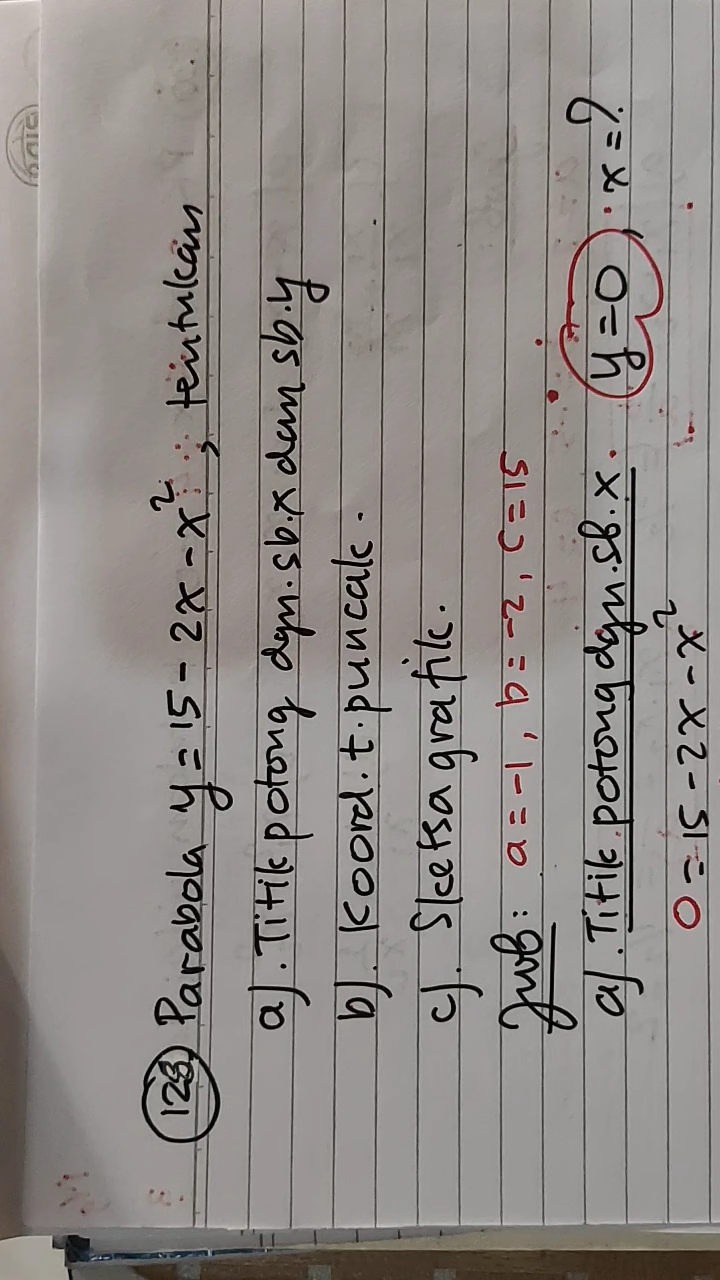 128) Parabola y = 15 - 2x - x², tentukan
a). Titik potong dgn. sb. x dan sb. y
b). Koord. t. puncak.
c). Sketsa grafik.
Jwb: a = -1, b = -2, c = 15
a). Titik potong dgn. sb. x. y = 0, x = ?
0 = 15 - 2x - x²